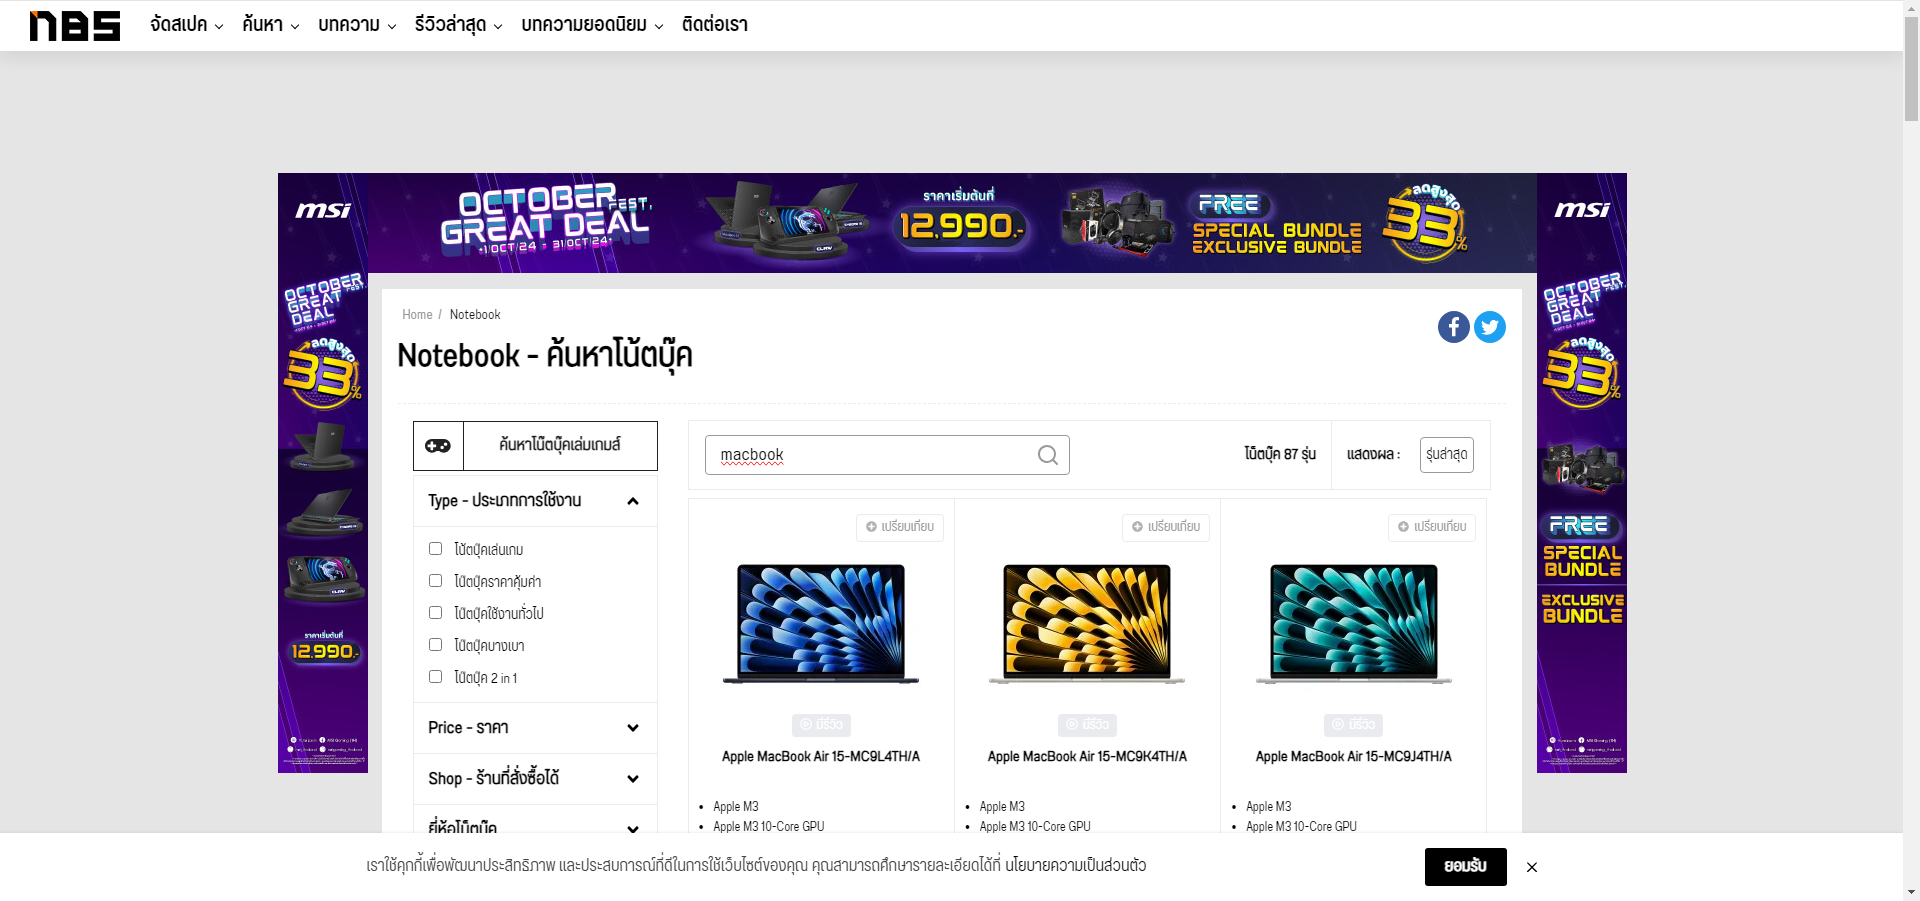 NBS
จัดสเปค
ค้นหา
บทความ
รีวิวล่าสุด
บทความยอดนิยม
ติดต่อเรา
msi
OCTOBER
GREAT DEAL FEST.
1 OCT/24 - 31 OCT/24
ราคาเริ่มต้นที่
12,990.-
FREE
SPECIAL BUNDLE
EXCLUSIVE BUNDLE
ลดสูงสุด
33%
msi
OCTOBER
GREAT FEST.
DEAL
ลดสูงสุด
33%
ราคาเริ่มต้นที่
12,990.-
OCTOBER
GREAT FEST.
DEAL
ลดสูงสุด
33%
FREE
SPECIAL
BUNDLE
EXCLUSIVE
BUNDLE
Home / Notebook
Notebook - ค้นหาโน้ตบุ๊ค
ค้นหาโน๊ตบุ๊คเล่มเกมส์
macbook
โน็ตบุ๊ค 87 รุ่น
แสดงผล :
รุ่นล่าสุด
Type - ประเภทการใช้งาน
โน้ตบุ๊คเล่นเกม
โน๊ตบุ๊คราคาคุ้มค่า
โน๊ตบุ๊คใช้งานทั่วไป
โน๊ตบุ๊คบางเบา
โน๊ตบุ๊ค 2 in 1
Price - ราคา
Shop - ร้านที่สั่งซื้อได้
ยี่ห้อโน็ตบุ๊ค
เปรียบเทียบ
เปรียบเทียบ
เปรียบเทียบ
มีรีวิว
มีรีวิว
มีรีวิว
Apple MacBook Air 15-MC9L4TH/A
Apple MacBook Air 15-MC9K4TH/A
Apple MacBook Air 15-MC9J4TH/A
Apple M3
Apple M3 10-Core GPU
Apple M3
Apple M3 10-Core GPU
Apple M3
Apple M3 10-Core GPU
เราใช้คุกกี้เพื่อพัฒนาประสิทธิภาพ และประสบการณ์ที่ดีในการใช้เว็บไซต์ของคุณ คุณสามารถศึกษารายละเอียดได้ที่ นโยบายความเป็นส่วนตัว
ยอมรับ